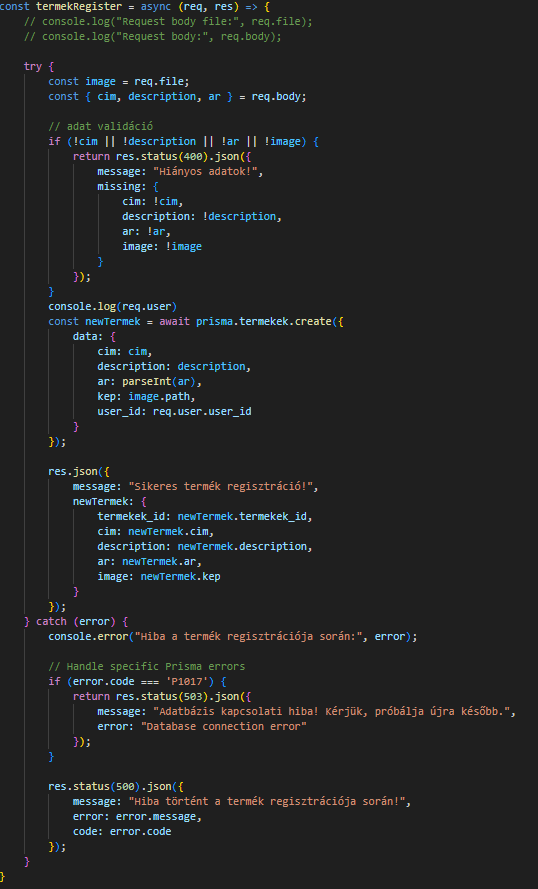 const termekRegister = async (req, res) => {
    // console.log("Request body file:", req.file);
    // console.log("Request body:", req.body);

    try {
        const image = req.file;
        const { cim, description, ar } = req.body;

        // adat validáció
        if (!cim || !description || !ar || !image) {
            return res.status(400).json({
                message: "Hiányos adatok!",
                missing: {
                    cim: !cim,
                    description: !description,
                    ar: !ar,
                    image: !image
                }
            });
        }
        console.log(req.user)
        const newTermek = await prisma.termekek.create({
            data: {
                cim: cim,
                description: description,
                ar: parseInt(ar),
                kep: image.path,
                user_id: req.user.user_id
            }
        });

        res.json({
            message: "Sikeres termék regisztráció!",
            newTermek: {
                termekek_id: newTermek.termekek_id,
                cim: newTermek.cim,
                description: newTermek.description,
                ar: newTermek.ar,
                image: newTermek.kep
            }
        });
    } catch (error) {
        console.error("Hiba a termék regisztrációja során:", error);

        // Handle specific Prisma errors
        if (error.code === 'P1017') {
            return res.status(503).json({
                message: "Adatbázis kapcsolati hiba! Kérjük, próbálja újra később.",
                error: "Database connection error"
            });
        }

        res.status(500).json({
            message: "Hiba történt a termék regisztrációja során!",
            error: error.message,
            code: error.code
        });
    }
}